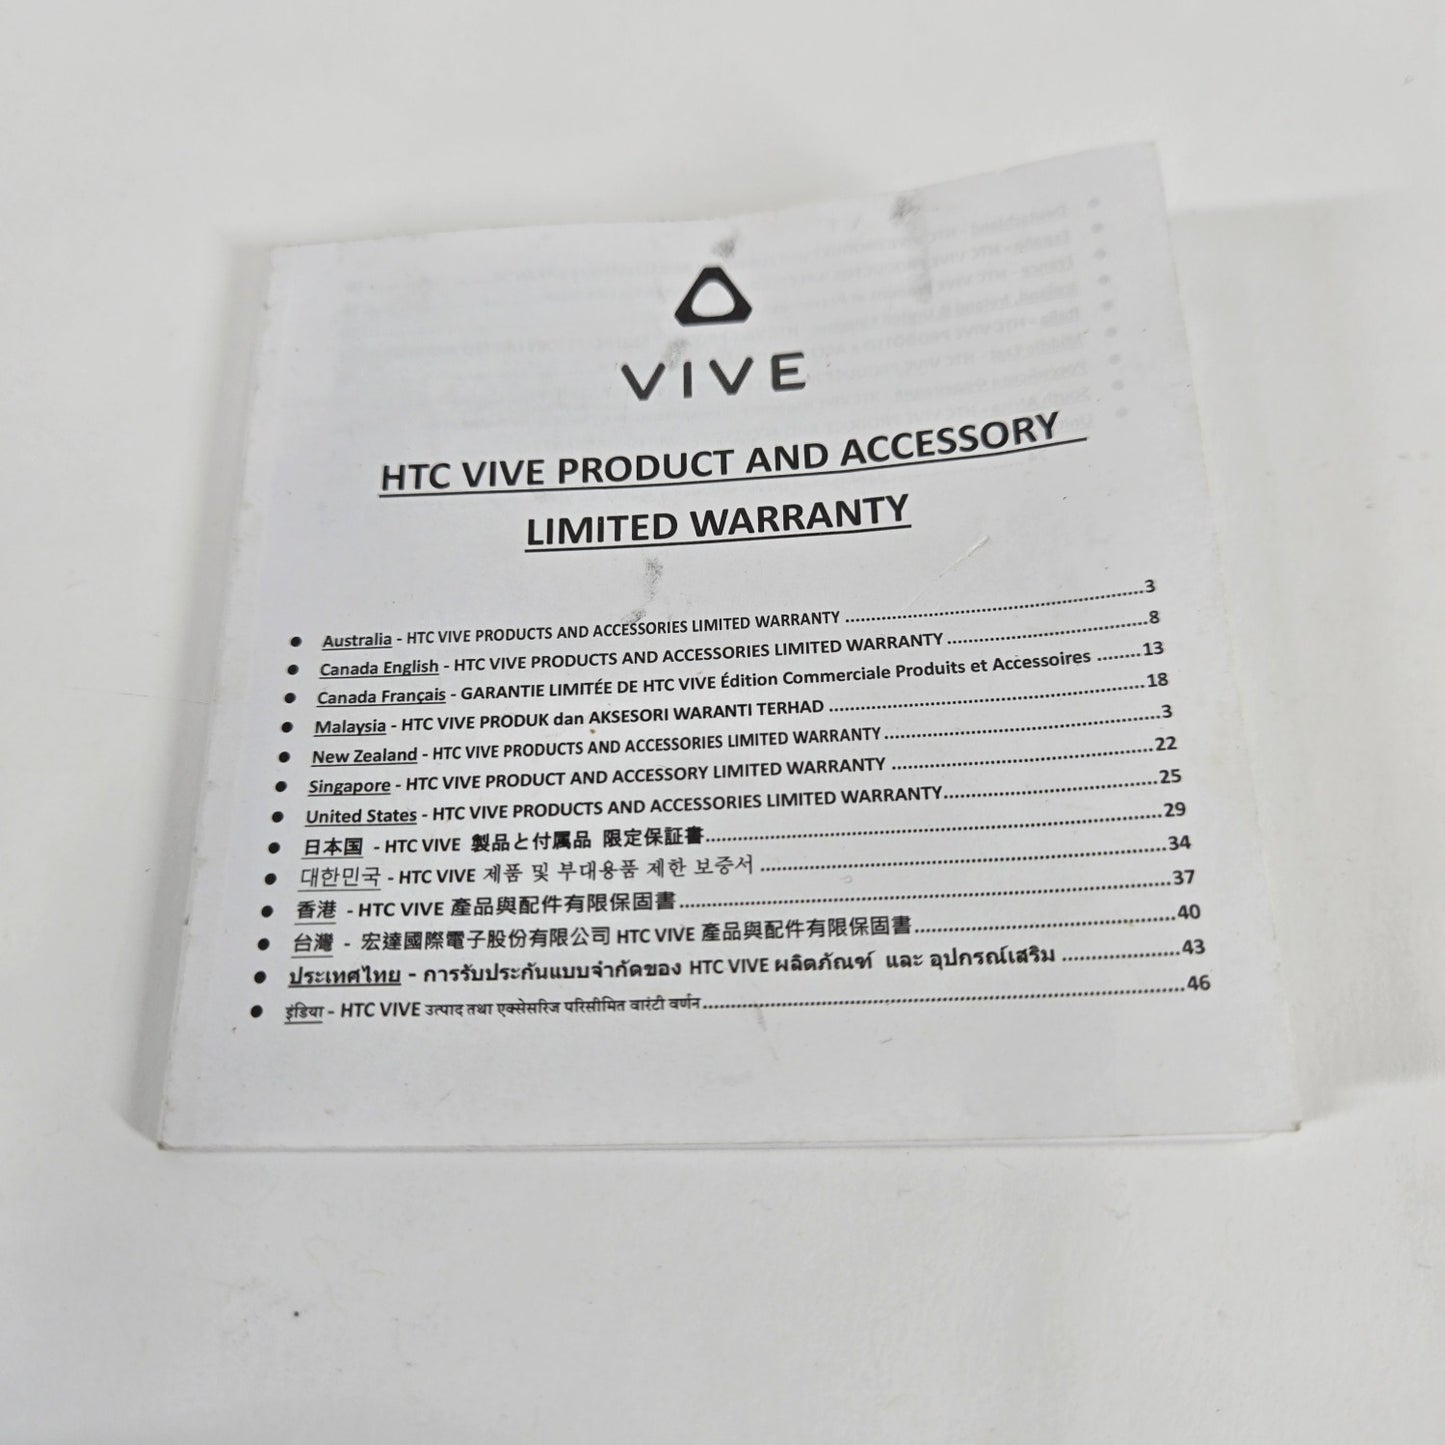 VIVE
HTC VIVE PRODUCT AND ACCESSORY
LIMITED WARRANTY
● Australia - HTC VIVE PRODUCTS AND ACCESSORIES LIMITED WARRANTY ........3
● Canada English - HTC VIVE PRODUCTS AND ACCESSORIES LIMITED WARRANTY ........8
● Canada Français - GARANTIE LIMITÉE DE HTC VIVE Édition Commerciale Produits et Accessoires ........13
● Malaysia - HTC VIVE PRODUK dan AKSESORI WARANTI TERHAD ........18
● New Zealand - HTC VIVE PRODUCTS AND ACCESSORIES LIMITED WARRANTY ........3
● Singapore - HTC VIVE PRODUCT AND ACCESSORY LIMITED WARRANTY ........22
● United States - HTC VIVE PRODUCTS AND ACCESSORIES LIMITED WARRANTY........25
● 日本国 - HTC VIVE 製品と付属品 限定保証書........29
● 대한민국 - HTC VIVE 제품 및 부대용품 제한 보증서 ........34
● 香港 - HTC VIVE 產品與配件有限保固書........37
● 台灣 - 宏達國際電子股份有限公司 HTC VIVE 產品與配件有限保固書........40
● ประเทศไทย - การรับประกันแบบจำกัดของ HTC VIVE ผลิตภัณฑ์ และ อุปกรณ์เสริม ........43
● इंडिया - HTC VIVE उत्पाद तथा एक्सेसरिज परिसीमित वारंटी वर्णन........46